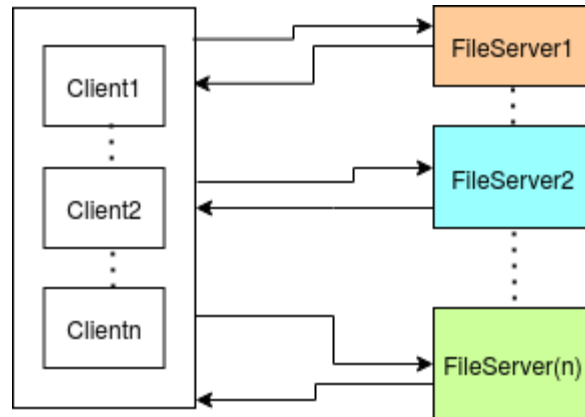 Client1
FileServer1
Client2
FileServer2
Clientn
FileServer(n)